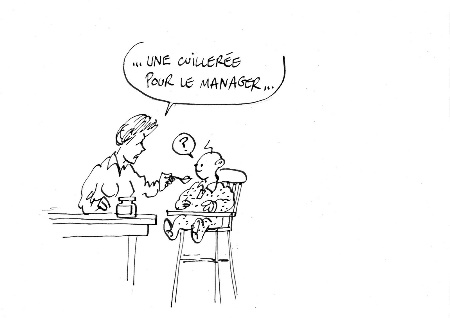 ... UNE CUILLERÉE
POUR LE MANAGER...
?